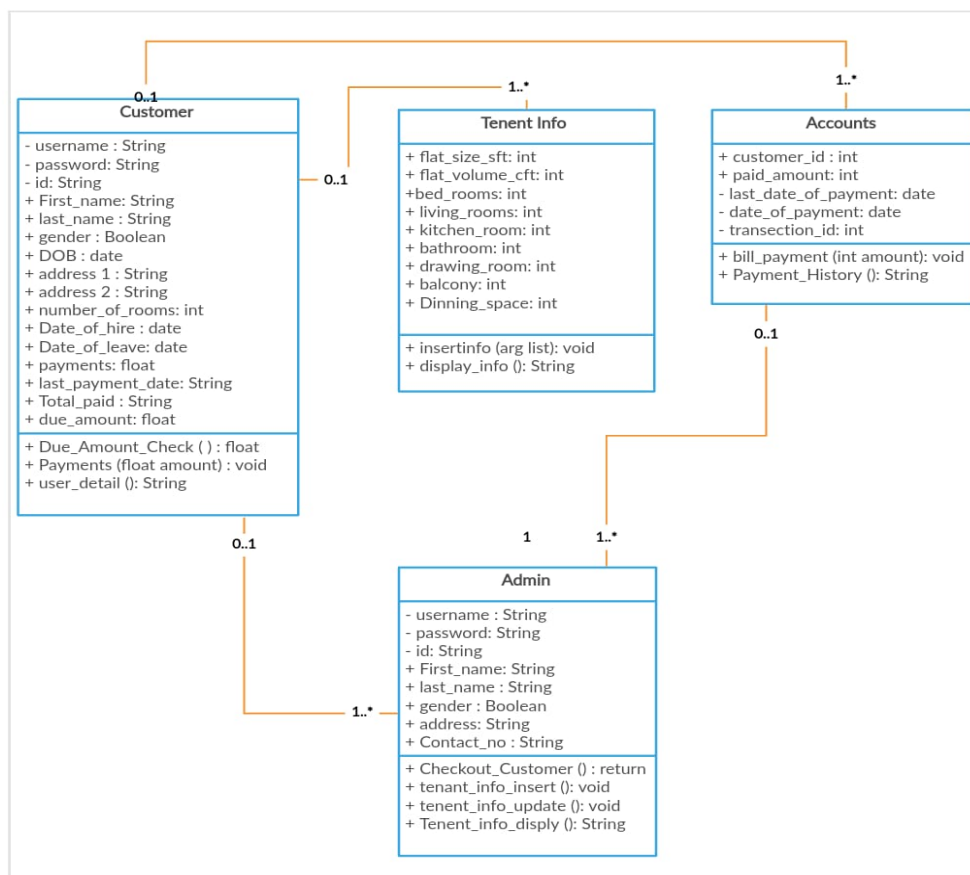 0..1
Customer
- username : String
- password: String
- id: String
+ First_name: String
+ last_name : String
+ gender : Boolean
+ DOB : date
+ address 1 : String
+ address 2 : String
+ number_of_rooms: int
+ Date_of_hire : date
+ Date_of_leave: date
+ payments: float
+ last_payment_date: String
+ Total_paid : String
+ due_amount: float
+ Due_Amount_Check ( ) : float
+ Payments (float amount) : void
+ user_detail (): String
0..1
0..1
1..*
Tenent Info
+ flat_size_sft: int
+ flat_volume_cft: int
+bed_rooms: int
+ living_rooms: int
+ kitchen_room: int
+ bathroom: int
+ drawing_room: int
+ balcony: int
+ Dinning_space: int
+ insertinfo (arg list): void
+ display_info (): String
1..*
Accounts
+ customer_id : int
+ paid_amount: int
- last_date_of_payment: date
- date_of_payment: date
- transection_id: int
+ bill_payment (int amount): void
+ Payment_History (): String
0..1
1
1..*
1..*
Admin
- username : String
- password: String
- id: String
+ First_name: String
+ last_name : String
+ gender : Boolean
+ address: String
+ Contact_no : String
+ Checkout_Customer () : return
+ tenant_info_insert (): void
+ tenent_info_update (): void
+ Tenent_info_disply (): String